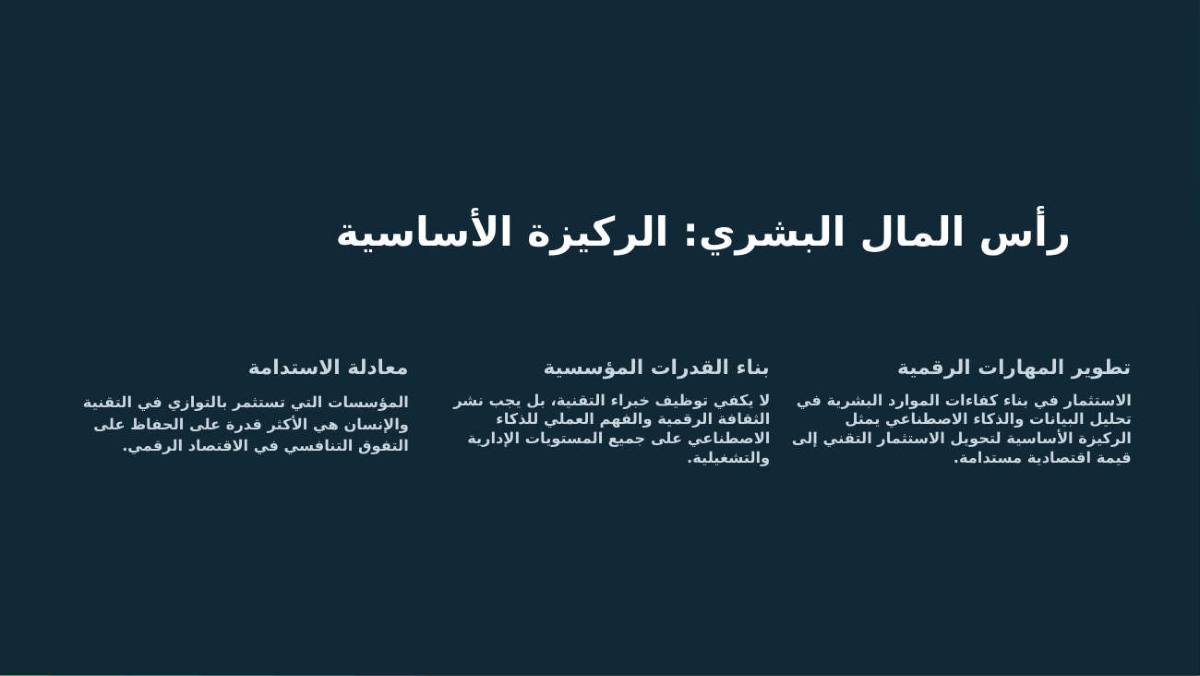 رأس المال البشري: الركيزة الأساسية
تطوير المهارات الرقمية
الاستثمار في بناء كفاءات الموارد البشرية في
تحليل البيانات والذكاء الاصطناعي يمثل
الركيزة الأساسية لتحويل الاستثمار التقني إلى
قيمة اقتصادية مستدامة.
بناء القدرات المؤسسية
لا يكفي توظيف خبراء التقنية، بل يجب نشر
الثقافة الرقمية والفهم العملي للذكاء
الاصطناعي على جميع المستويات الإدارية
والتشغيلية.
معادلة الاستدامة
المؤسسات التي تستثمر بالتوازي في التقنية
والإنسان هي الأكثر قدرة على الحفاظ على
التفوق التنافسي في الاقتصاد الرقمي.